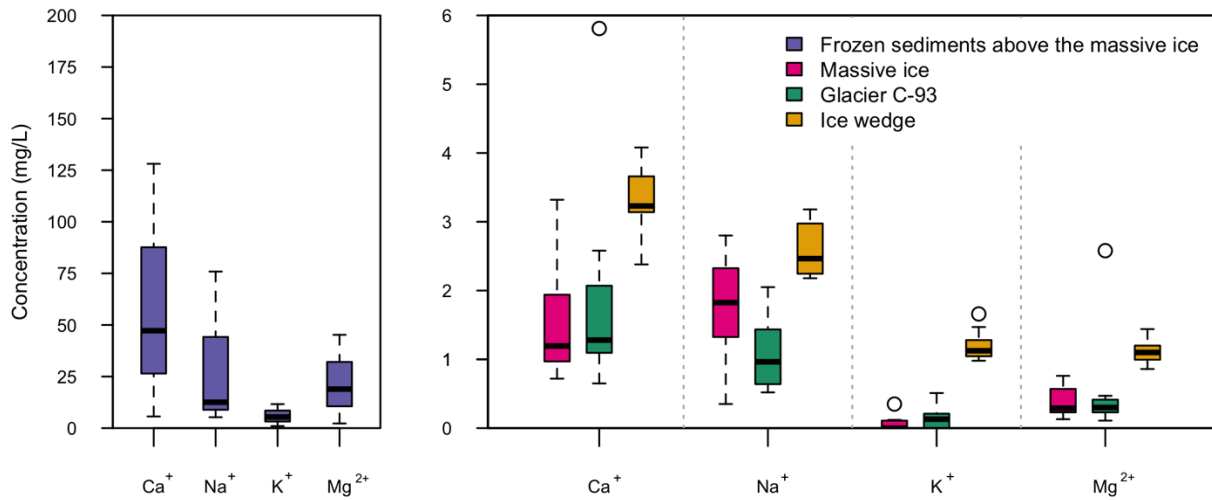 Concentration (mg/L)
200
175
150
125
100
75
50
25
0
Ca+ Na+ K+ Mg2+
6
5
4
3
2
1
0
Frozen sediments above the massive ice
Massive ice
Glacier C-93
Ice wedge
Ca+ Na+ K+ Mg2+